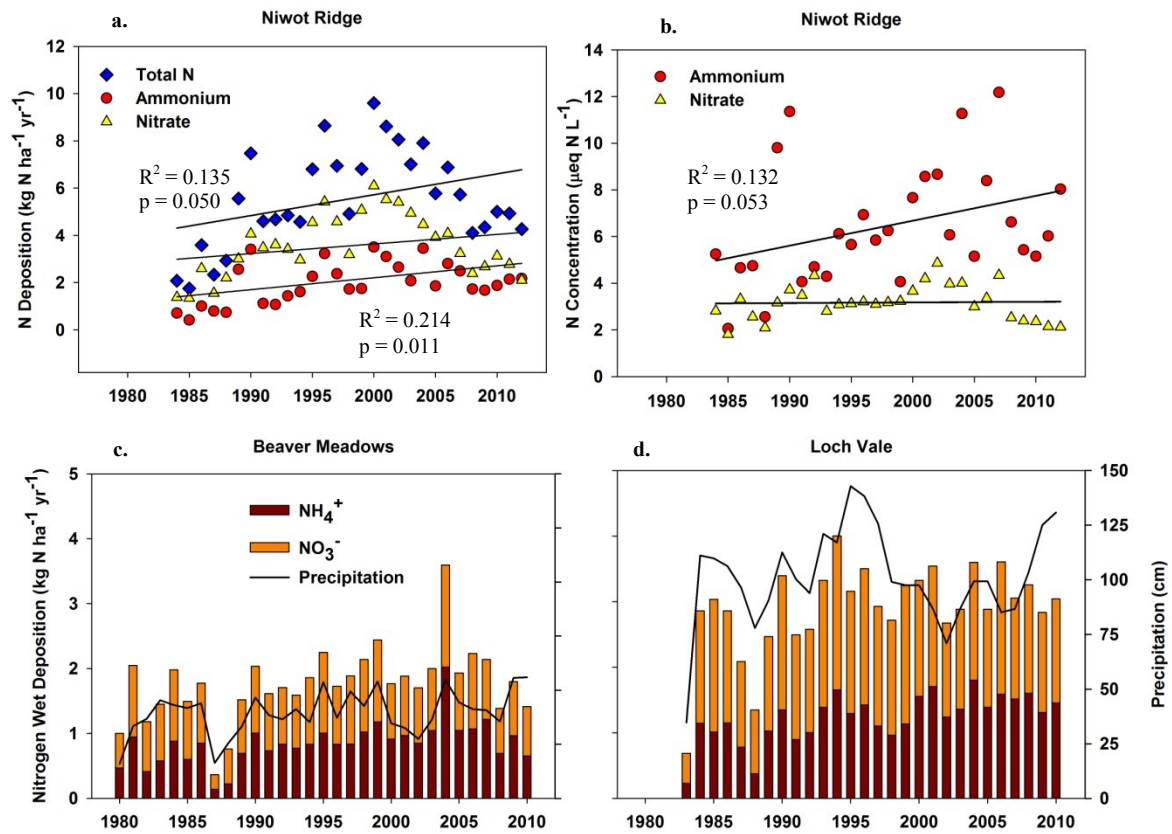 a.
Niwot Ridge
N Deposition (kg N ha⁻¹ yr⁻¹)
12
10
8
6
4
2
0
Total N
Ammonium
Nitrate
R² = 0.135
p = 0.050
R² = 0.214
p = 0.011
1980 1985 1990 1995 2000 2005 2010
b.
Niwot Ridge
N Concentration (µeq N L⁻¹)
14
12
10
8
6
4
2
0
Ammonium
Nitrate
R² = 0.132
p = 0.053
1980 1985 1990 1995 2000 2005 2010
c.
Beaver Meadows
Nitrogen Wet Deposition (kg N ha⁻¹ yr⁻¹)
5
4
3
2
1
0
NH₄⁺
NO₃⁻
Precipitation
1980 1985 1990 1995 2000 2005 2010
d.
Loch Vale
150
125
100
75
50
25
0
Precipitation (cm)
1980 1985 1990 1995 2000 2005 2010